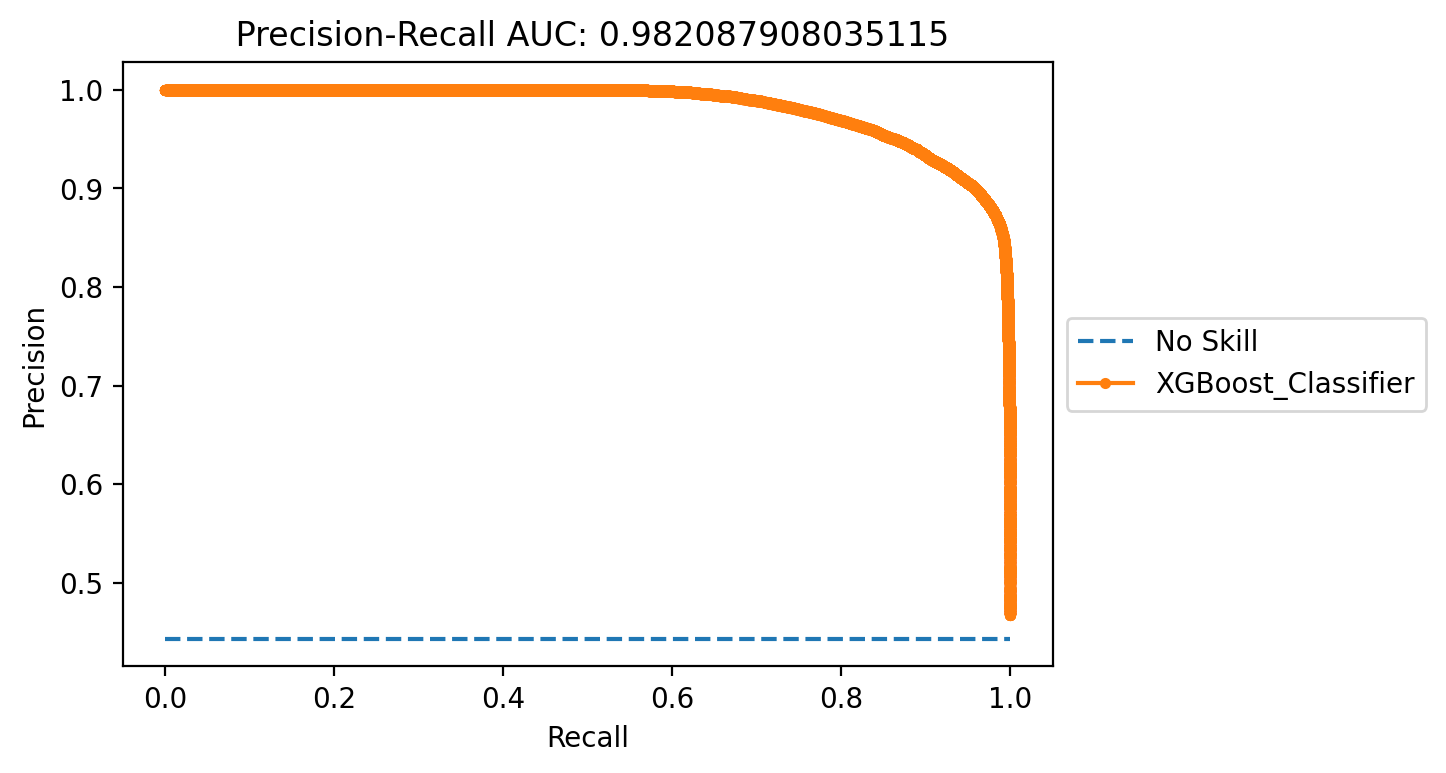 Precision-Recall AUC: 0.982087908035115
1.0
0.9
0.8
0.7
0.6
0.5
Precision
0.0 0.2 0.4 0.6 0.8 1.0
Recall
No Skill
XGBoost_Classifier